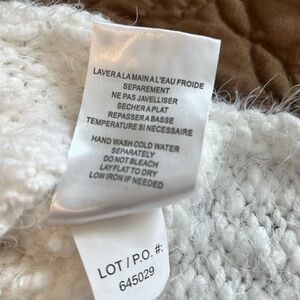 LAVER A LA MAIN A L'EAU FROIDE
SEPAREMENT
NE PAS JAVELLISER
SECHER A PLAT
REPASSER A BASSE
TEMPERATURE SI NECESSAIRE
HAND WASH COLD WATER
SEPARATELY
DO NOT BLEACH
LAY FLAT TO DRY
LOW IRON IF NEEDED
LOT / P.O. #:
645029